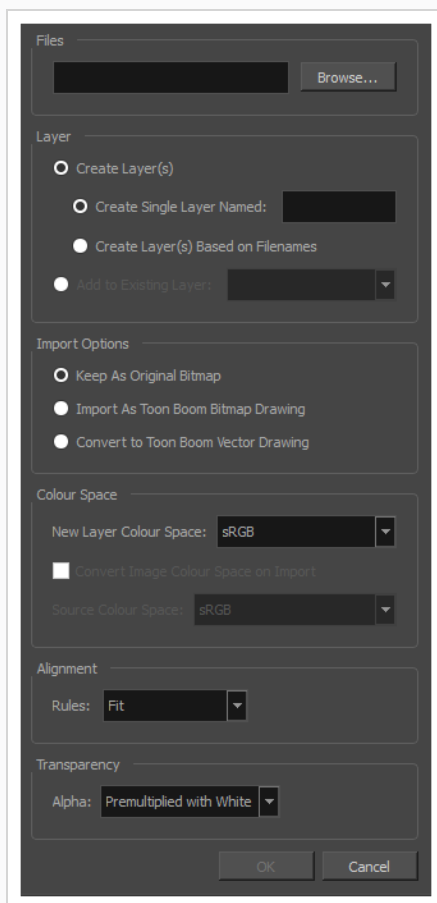 Files
Browse...
Layer
Create Layer(s)
Create Single Layer Named:
Create Layer(s) Based on Filenames
Add to Existing Layer:
Import Options
Keep As Original Bitmap
Import As Toon Boom Bitmap Drawing
Convert to Toon Boom Vector Drawing
Colour Space
New Layer Colour Space: sRGB
Convert Image Colour Space on Import
Source Colour Space: sRGB
Alignment
Rules: Fit
Transparency
Alpha: Premultiplied with White
OK Cancel